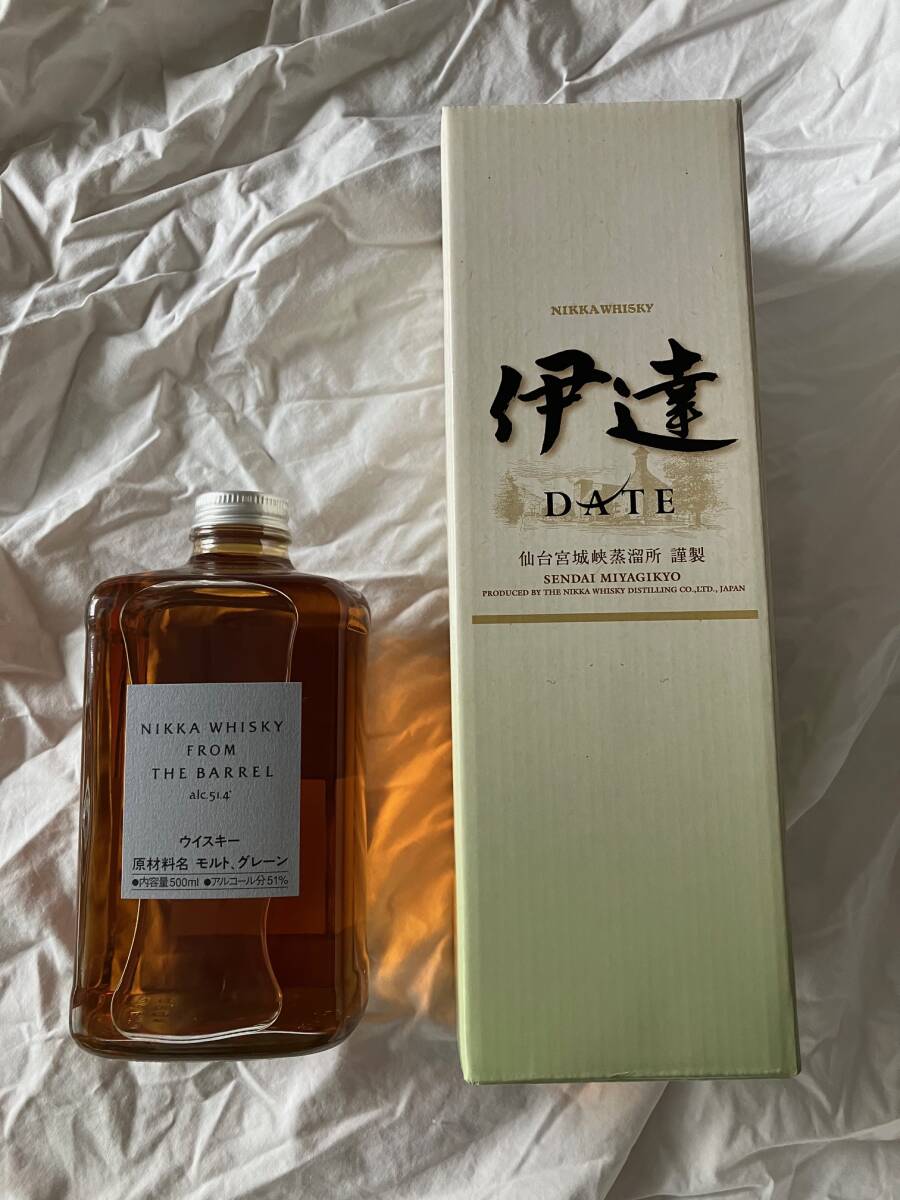 NIKKA WHISKY
FROM
THE BARREL
alc.51.4°
ウイスキー
原材料名 モルト、グレーン
●内容量500ml ●アルコール分51%
NIKKA WHISKY
伊達
DATE
仙台宮城峡蒸溜所 謹製
SENDAI MIYAGIKYO
PRODUCED BY THE NIKKA WHISKY DISTILLING CO.,LTD., JAPAN